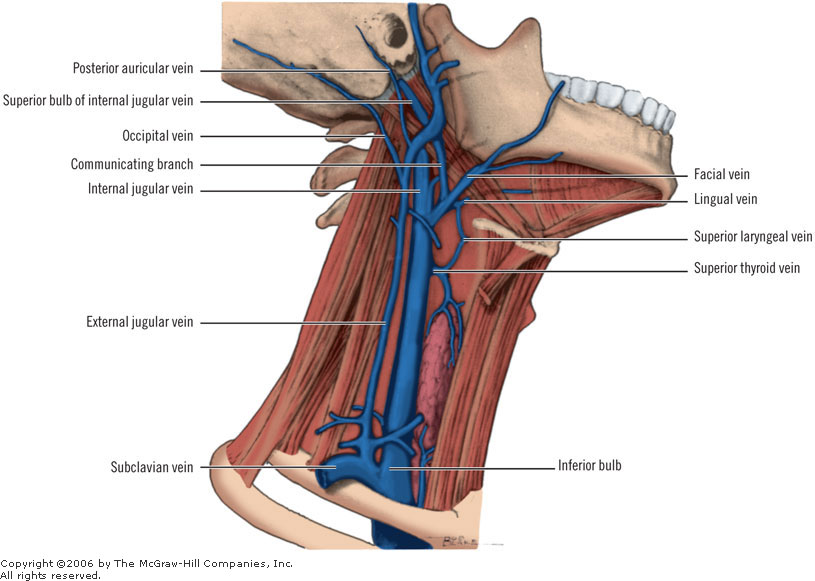 Posterior auricular vein
Superior bulb of internal jugular vein
Occipital vein
Communicating branch
Internal jugular vein
External jugular vein
Subclavian vein
Facial vein
Lingual vein
Superior laryngeal vein
Superior thyroid vein
Inferior bulb
Copyright ©2006 by The McGraw-Hill Companies, Inc.
All rights reserved.